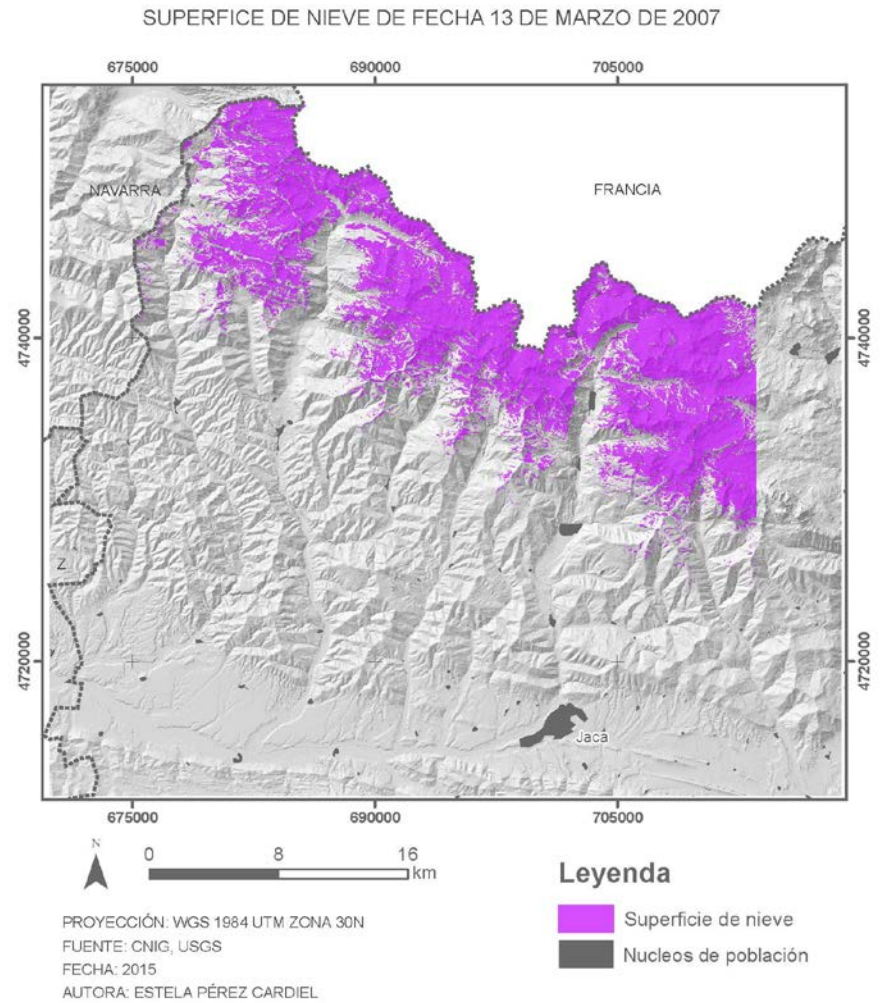 SUPERFICE DE NIEVE DE FECHA 13 DE MARZO DE 2007
675000 690000 705000
NAVARRA
FRANCIA
4740000 4740000
Z
4720000 4720000
Jaca
675000 690000 705000
N
0 8 16
km
Leyenda
Superficie de nieve
Nucleos de población
PROYECCIÓN: WGS 1984 UTM ZONA 30N
FUENTE: CNIG, USGS
FECHA: 2015
AUTORA: ESTELA PÉREZ CARDIEL